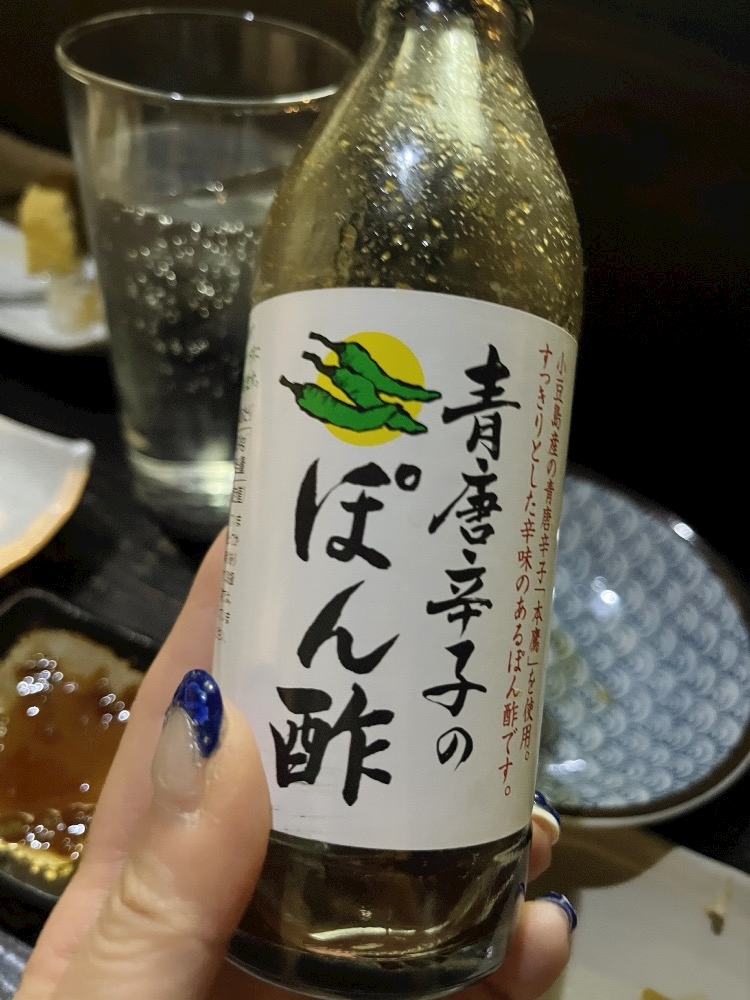 小豆島産の青唐辛子「本鷹」を使用。
すっきりとした辛味のあるぽん酢です。
青唐辛子の
ぽん酢